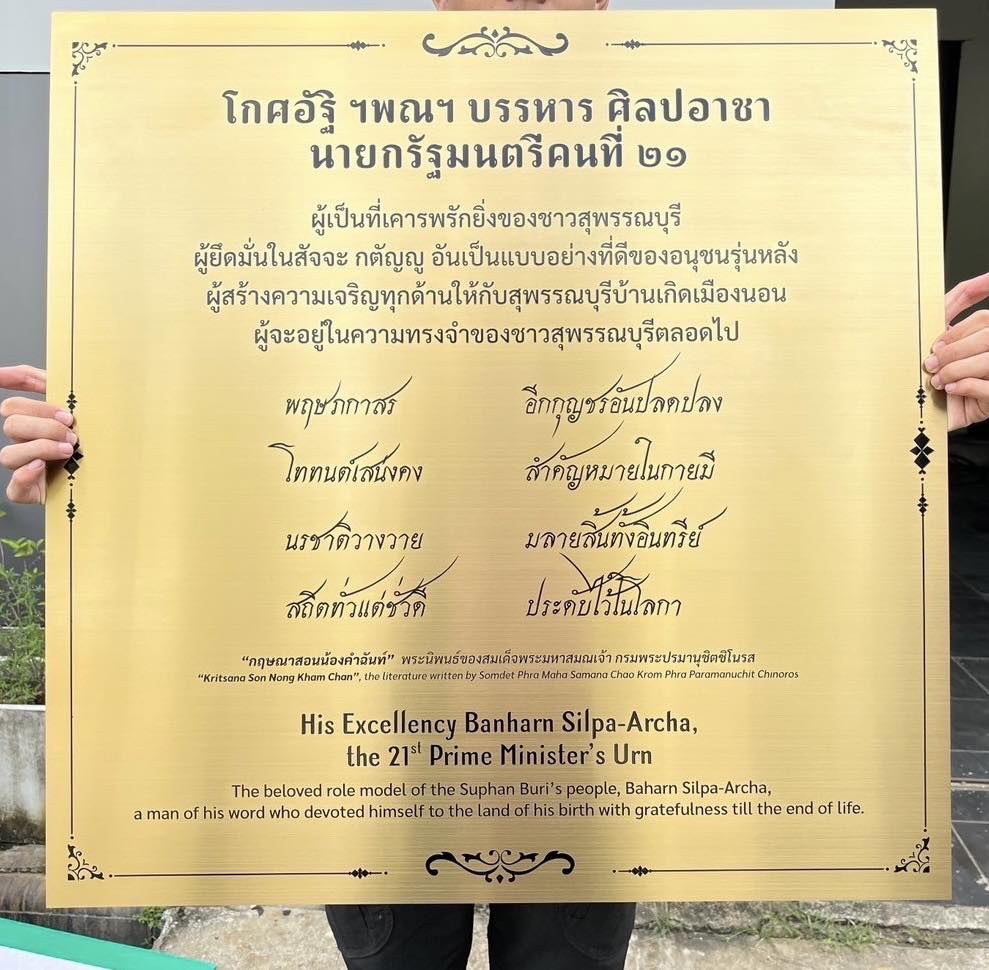 โกศอัฐิ ฯพณฯ บรรหาร ศิลปอาชา
นายกรัฐมนตรีคนที่ ๒๑
ผู้เป็นที่เคารพรักยิ่งของชาวสุพรรณบุรี
ผู้ยึดมั่นในสัจจะ กตัญญู อันเป็นแบบอย่างที่ดีของอนุชนรุ่นหลัง
ผู้สร้างความเจริญทุกด้านให้กับสุพรรณบุรีบ้านเกิดเมืองนอน
ผู้จะอยู่ในความทรงจำของชาวสุพรรณบุรีตลอดไป
พฤษภกาสร อีกกุญชรอันปลดปลง
โททนต์เสน่งคง สำคัญหมายในกายมี
นรชาติวางวาย มลายสิ้นทั้งอินทรีย์
สถิตทั่วแต่ชั่วดี ประดับไว้ในโลกา
“กฤษณาสอนน้องคำฉันท์” พระนิพนธ์ของสมเด็จพระมหาสมณเจ้า กรมพระปรมานุชิตชิโนรส
“Kritsana Son Nong Kham Chan”, the literature written by Somdet Phra Maha Samana Chao Krom Phra Paramanuchit Chinoros
His Excellency Banharn Silpa-Archa,
the 21st Prime Minister’s Urn
The beloved role model of the Suphan Buri’s people, Baharn Silpa-Archa,
a man of his word who devoted himself to the land of his birth with gratefulness till the end of life.